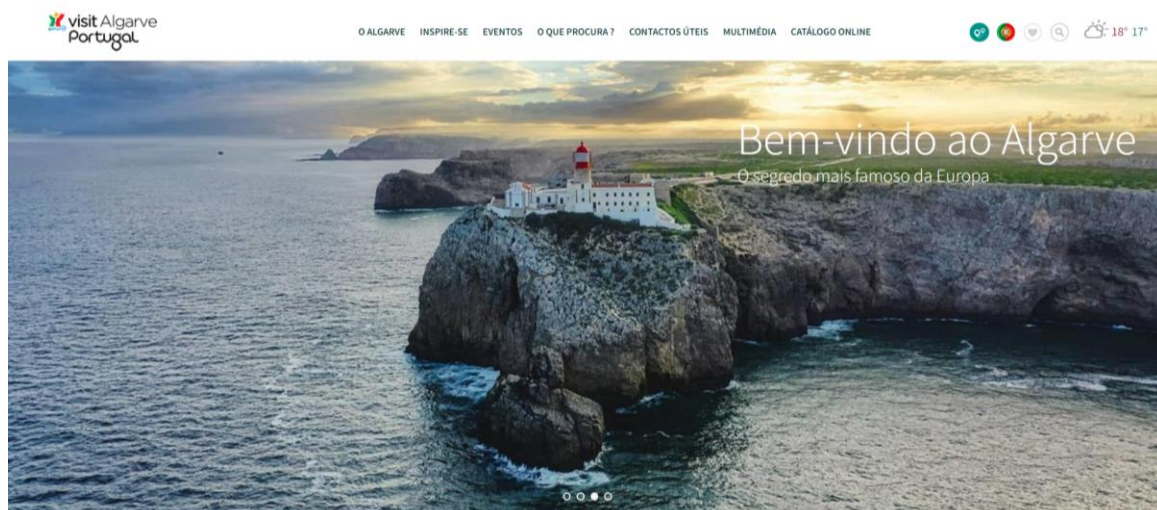 visit Algarve
Portugal
O ALGARVE INSPIRE-SE EVENTOS O QUE PROCURA ? CONTACTOS ÚTEIS MULTIMÉDIA CATÁLOGO ONLINE
18° 17°
Bem-vindo ao Algarve
O segredo mais famoso da Europa